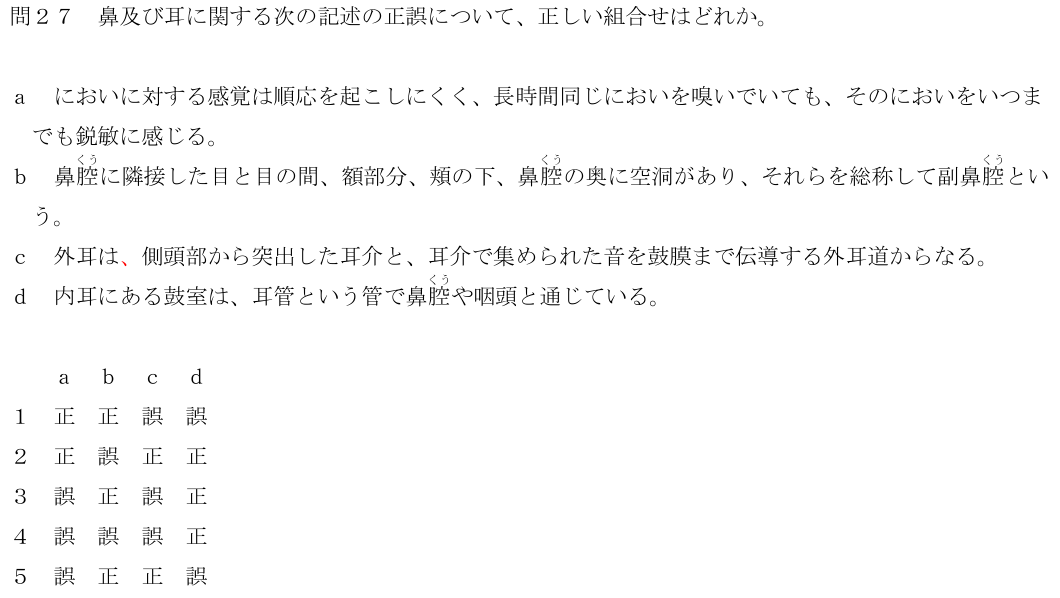 問27　鼻及び耳に関する次の記述の正誤について、正しい組合せはどれか。
a　においに対する感覚は順応を起こしにくく、長時間同じにおいを嗅いでいても、そのにおいをいつま
でも鋭敏に感じる。
b　鼻腔(くう)に隣接した目と目の間、額部分、頬の下、鼻腔(くう)の奥に空洞があり、それらを総称して副鼻腔(くう)とい
う。
c　外耳は、側頭部から突出した耳介と、耳介で集められた音を鼓膜まで伝導する外耳道からなる。
d　内耳にある鼓室は、耳管という管で鼻腔(くう)や咽頭と通じている。
a　b　c　d
1　正　正　誤　誤
2　正　誤　正　正
3　誤　正　誤　正
4　誤　誤　誤　正
5　誤　正　正　誤